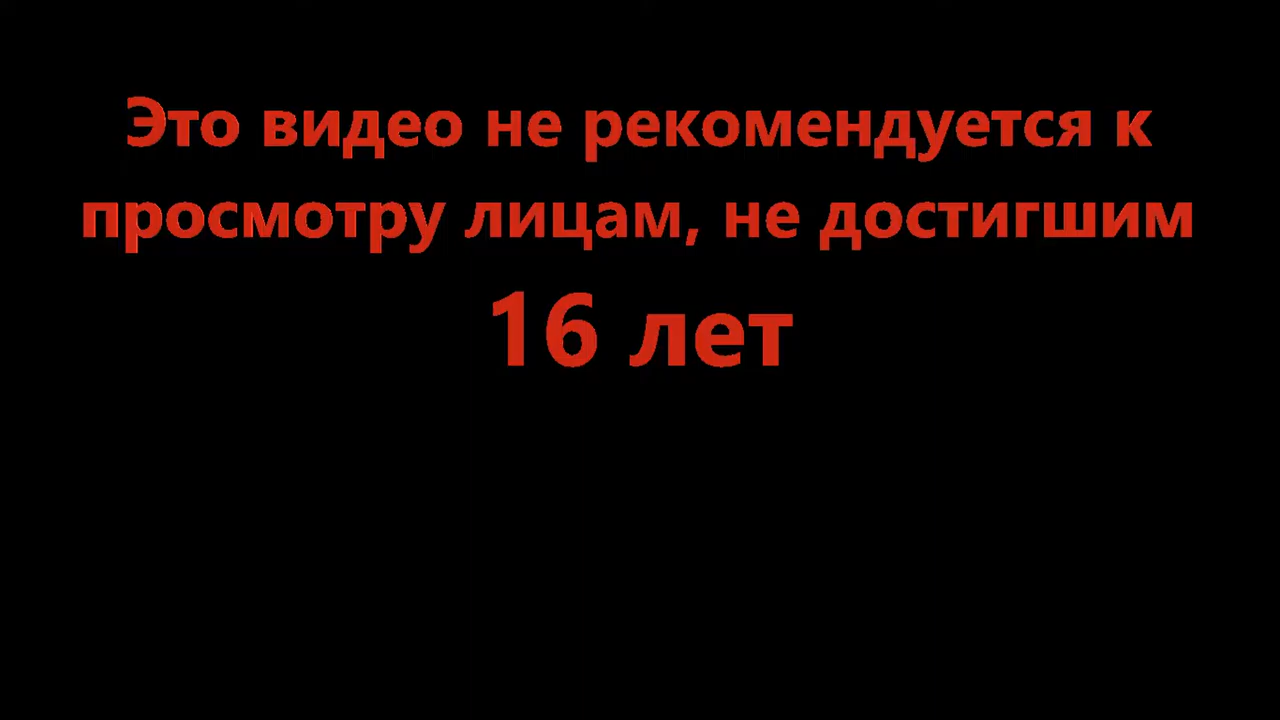 Это видео не рекомендуется к
просмотру лицам, не достигшим
16 лет